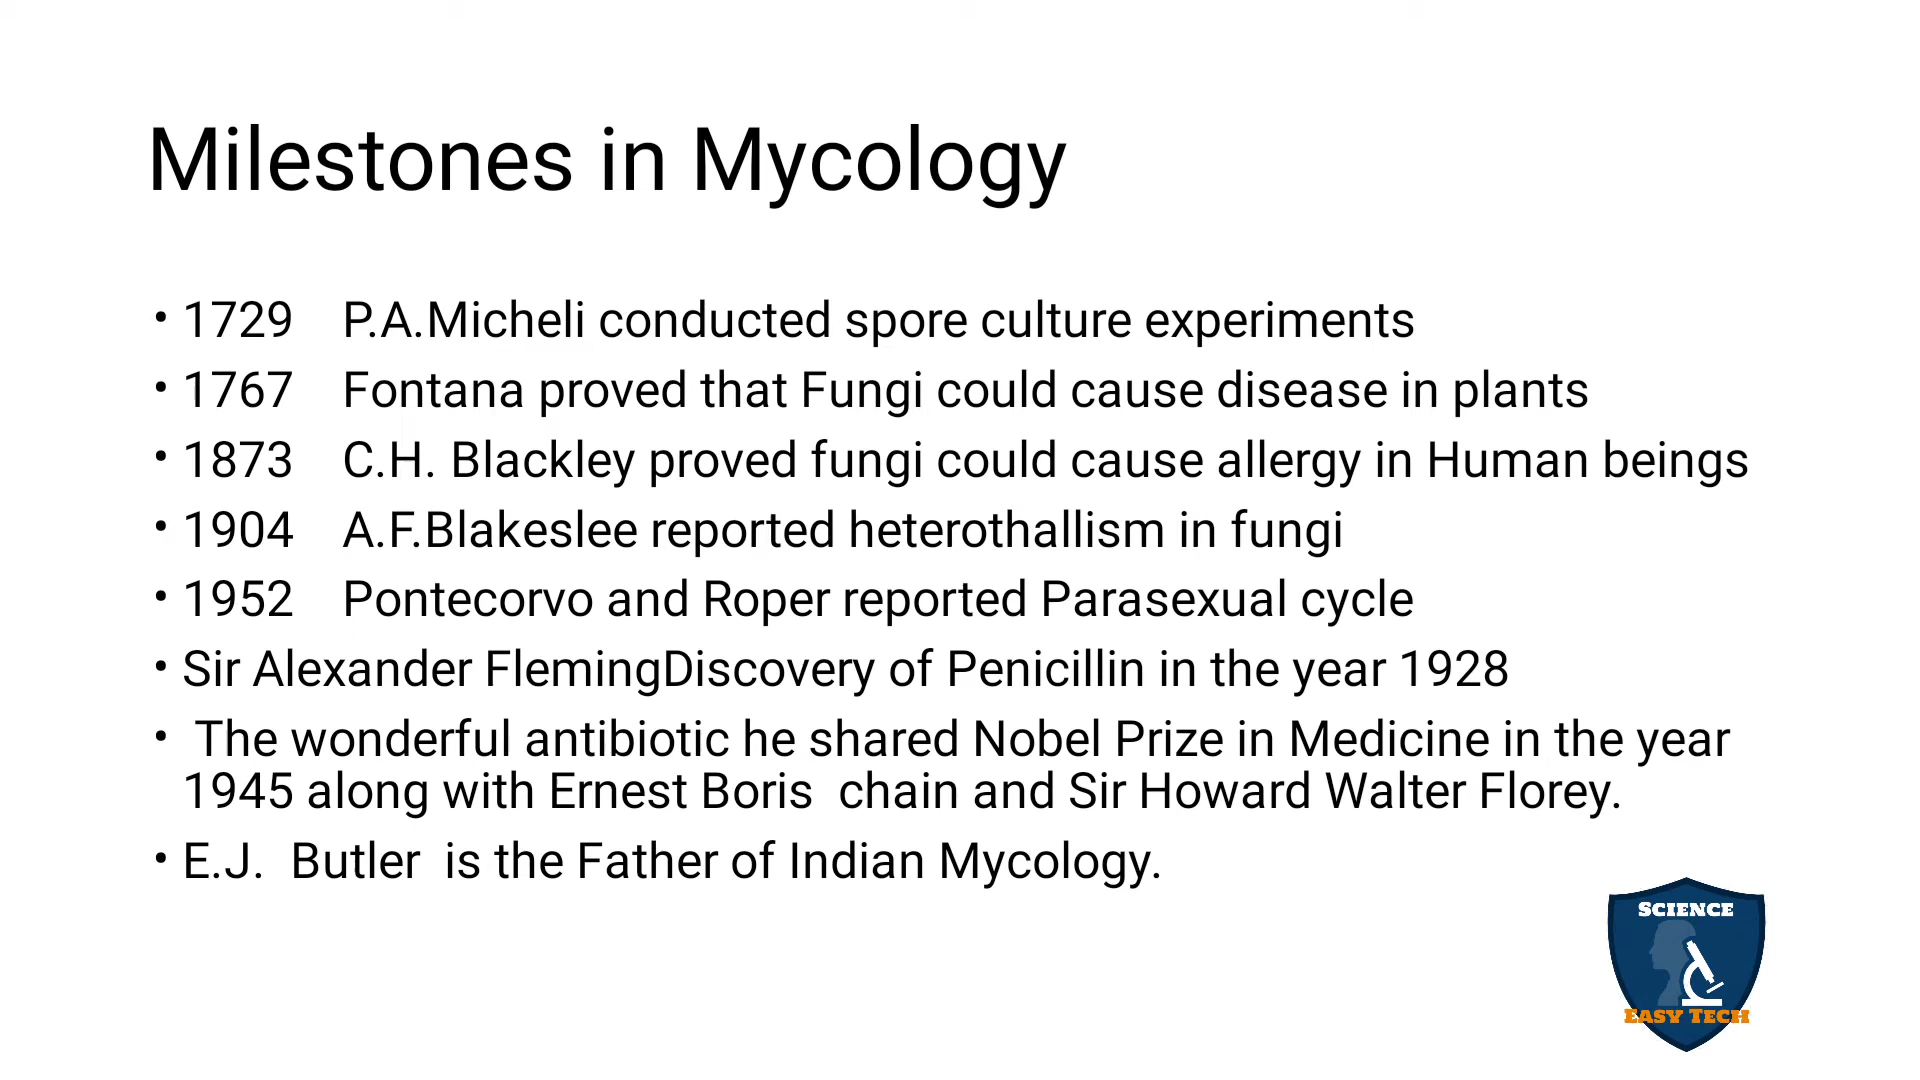 Milestones in Mycology
• 1729 P.A.Micheli conducted spore culture experiments
• 1767 Fontana proved that Fungi could cause disease in plants
• 1873 C.H. Blackley proved fungi could cause allergy in Human beings
• 1904 A.F.Blakeslee reported heterothallism in fungi
• 1952 Pontecorvo and Roper reported Parasexual cycle
• Sir Alexander FlemingDiscovery of Penicillin in the year 1928
• The wonderful antibiotic he shared Nobel Prize in Medicine in the year
1945 along with Ernest Boris chain and Sir Howard Walter Florey.
• E.J. Butler is the Father of Indian Mycology.
SCIENCE
EASY TECH